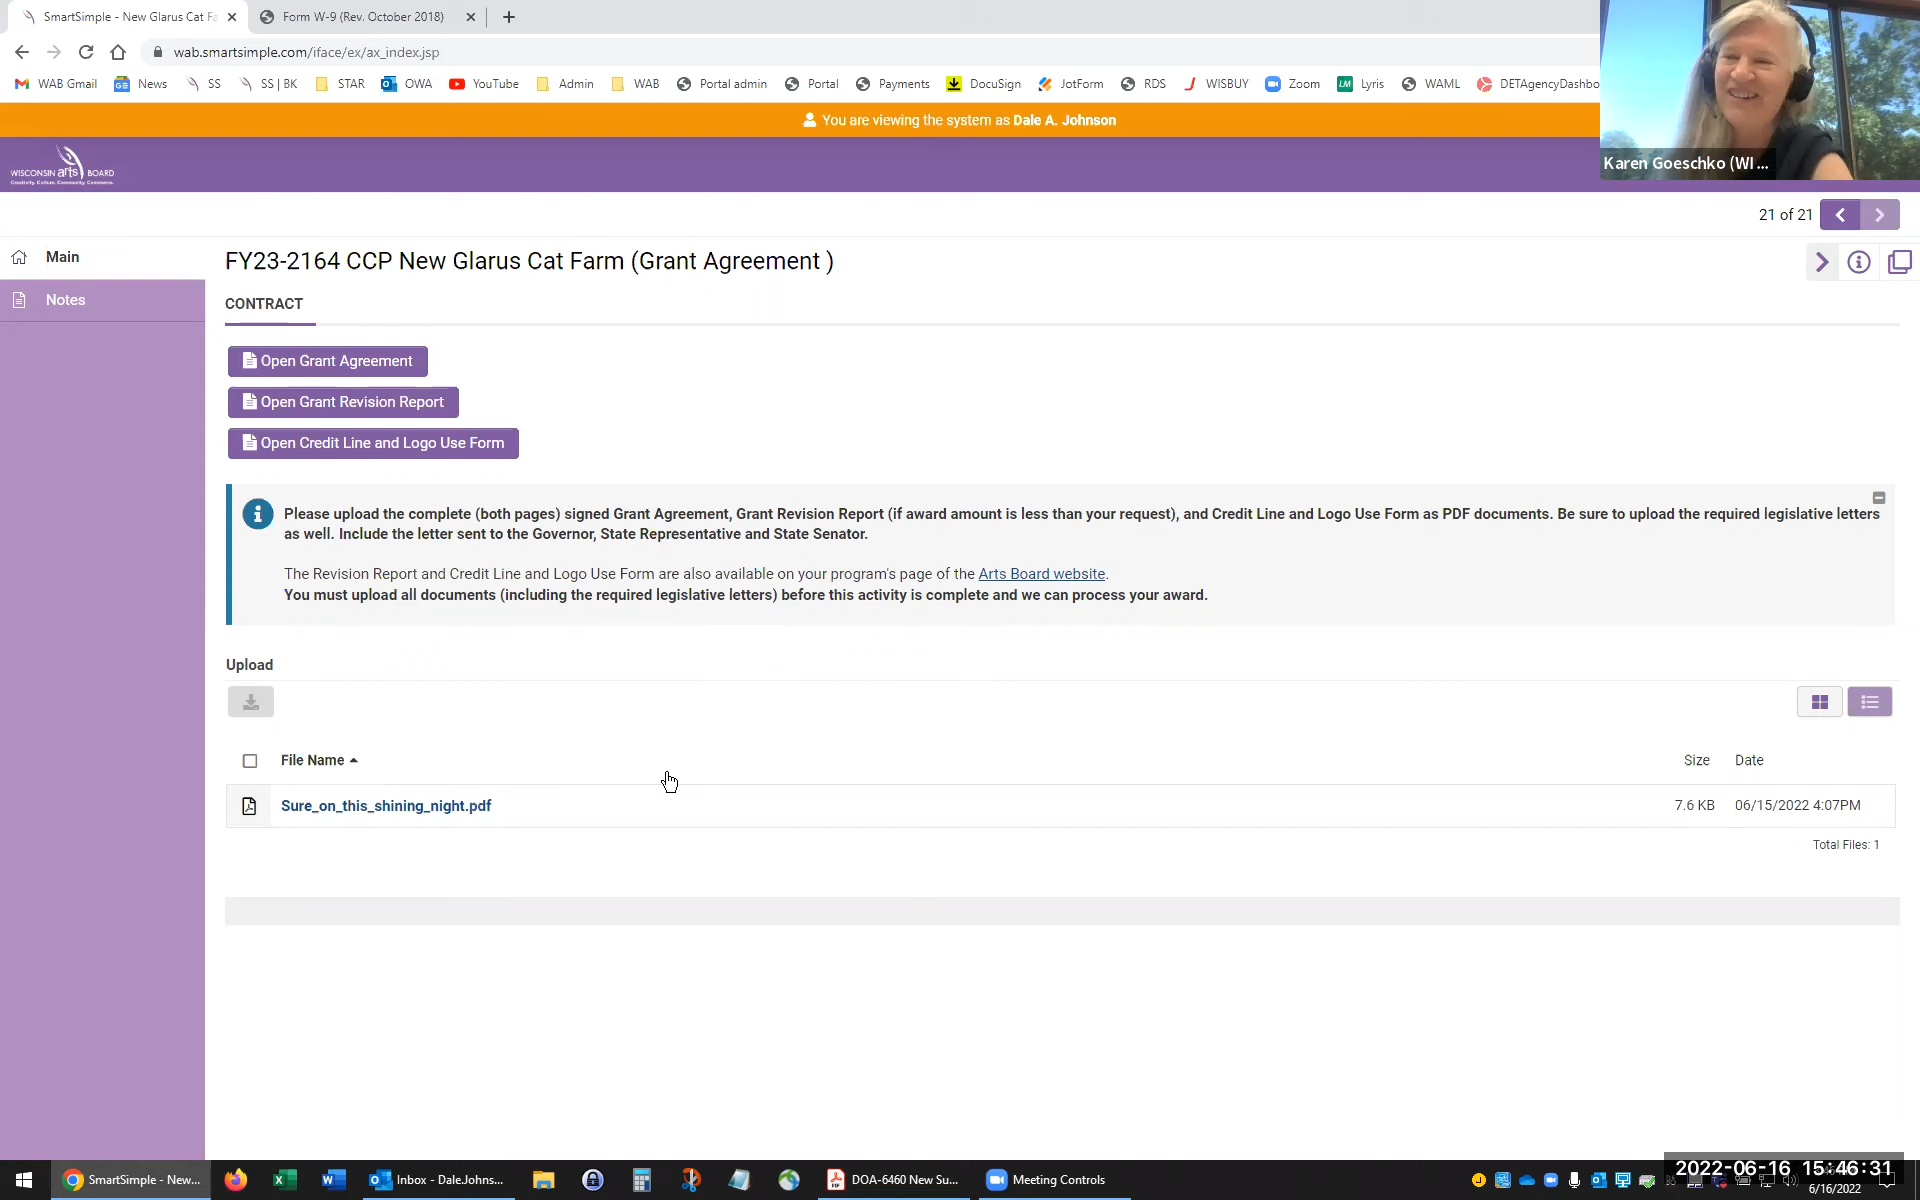 SmartSimple - New Glarus Cat Fa
Form W-9 (Rev. October 2018)
wab.smartsimple.com/iface/ex/ax_index.jsp
WAB Gmail
News
SS
SS | BK
STAR
OWA
YouTube
Admin
WAB
Portal admin
Portal
Payments
DocuSign
JotForm
RDS
WISBUY
Zoom
Lyris
WAML
DETAgencyDashbo
You are viewing the system as Dale A. Johnson
Karen Goeschko (WI ...
WISCONSIN arts BOARD
Creativity. Culture. Community. Commerce.
21 of 21
Main
Notes
FY23-2164 CCP New Glarus Cat Farm (Grant Agreement )
CONTRACT
Open Grant Agreement
Open Grant Revision Report
Open Credit Line and Logo Use Form
Please upload the complete (both pages) signed Grant Agreement, Grant Revision Report (if award amount is less than your request), and Credit Line and Logo Use Form as PDF documents. Be sure to upload the required legislative letters
as well. Include the letter sent to the Governor, State Representative and State Senator.
The Revision Report and Credit Line and Logo Use Form are also available on your program's page of the Arts Board website.
You must upload all documents (including the required legislative letters) before this activity is complete and we can process your award.
Upload
File Name
Size
Date
Sure_on_this_shining_night.pdf
7.6 KB
06/15/2022 4:07PM
Total Files: 1
SmartSimple - New...
Inbox - DaleJohns...
DOA-6460 New Su...
Meeting Controls
2022-06-16 15:46:31
6/16/2022